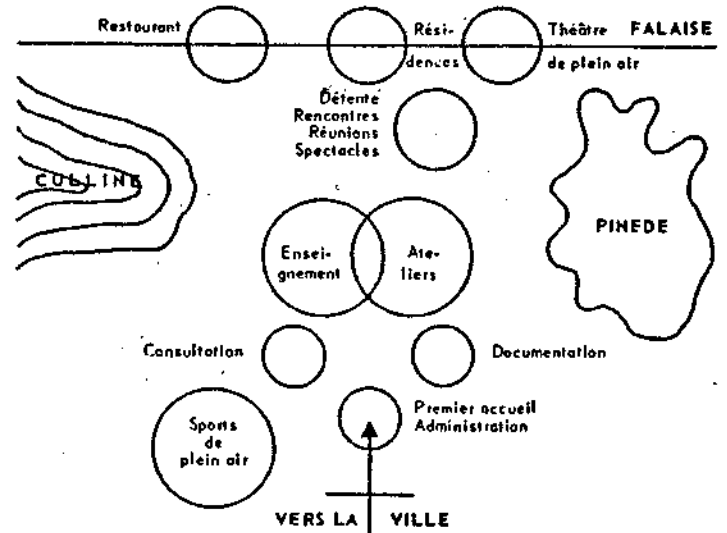 Restaurant
Rési-
dences
Théâtre
de plein air
FALAISE
Détente
Rencontres
Réunions
Spectacles
COLLINE
PINEDE
Ensei-
gnement
Ate-
liers
Consultation
Documentation
Premier accueil
Administration
Sports
de
plein air
VERS LA VILLE